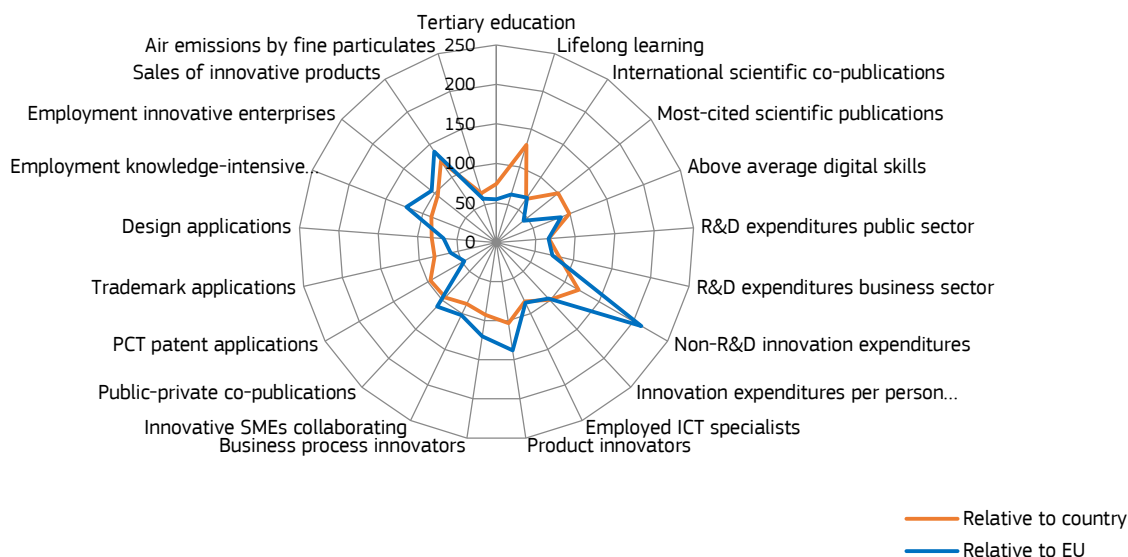 Tertiary education
Lifelong learning
International scientific co-publications
Most-cited scientific publications
Above average digital skills
R&D expenditures public sector
R&D expenditures business sector
Non-R&D innovation expenditures
Innovation expenditures per person...
Employed ICT specialists
Product innovators
Business process innovators
Innovative SMEs collaborating
Public-private co-publications
PCT patent applications
Trademark applications
Design applications
Employment knowledge-intensive...
Employment innovative enterprises
Sales of innovative products
Air emissions by fine particulates
250
200
150
100
50
0
Relative to country
Relative to EU